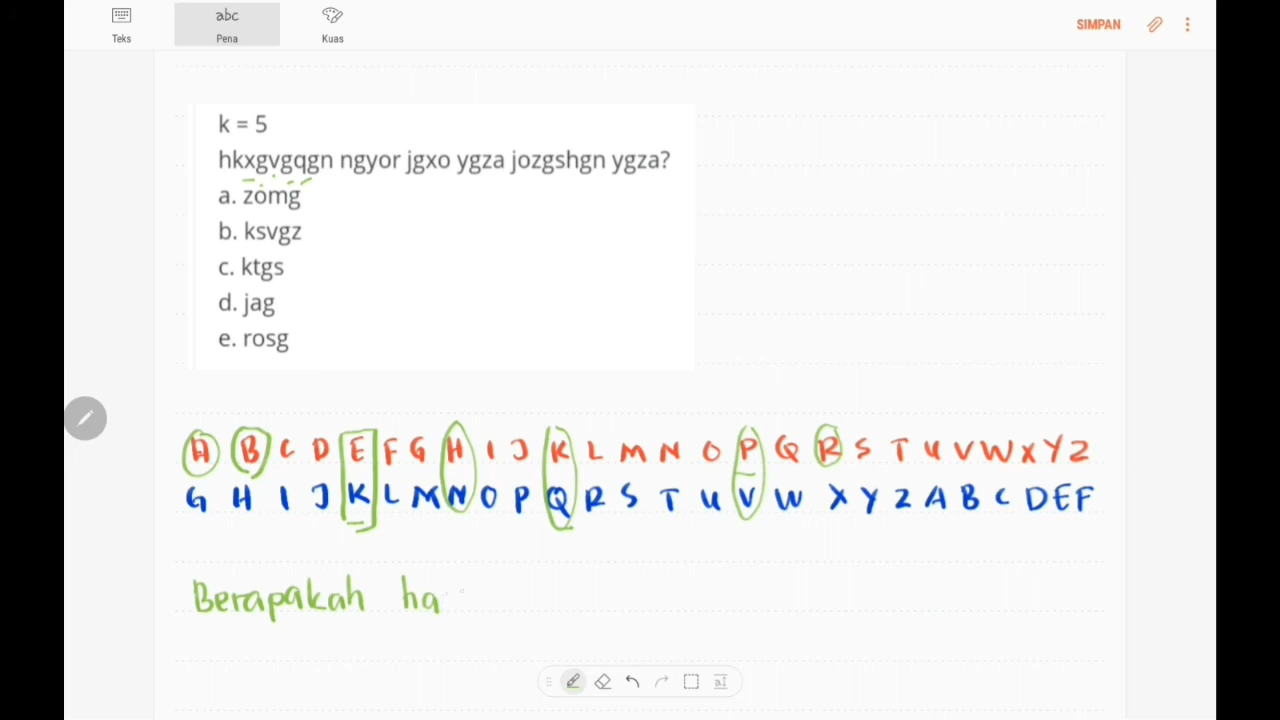 abc
Teks
Pena
Kuas
SIMPAN
k = 5
hkxgvgqgn ngyor jgxo ygza jozgshgn ygza?
a. zomg
b. ksvgz
c. ktgs
d. jag
e. rosg
A B C D E F G H I J K L M N O P Q R S T U V W X Y Z
G H I J K L M N O P Q R S T U V W X Y Z A B C D E F
Berapakah ha